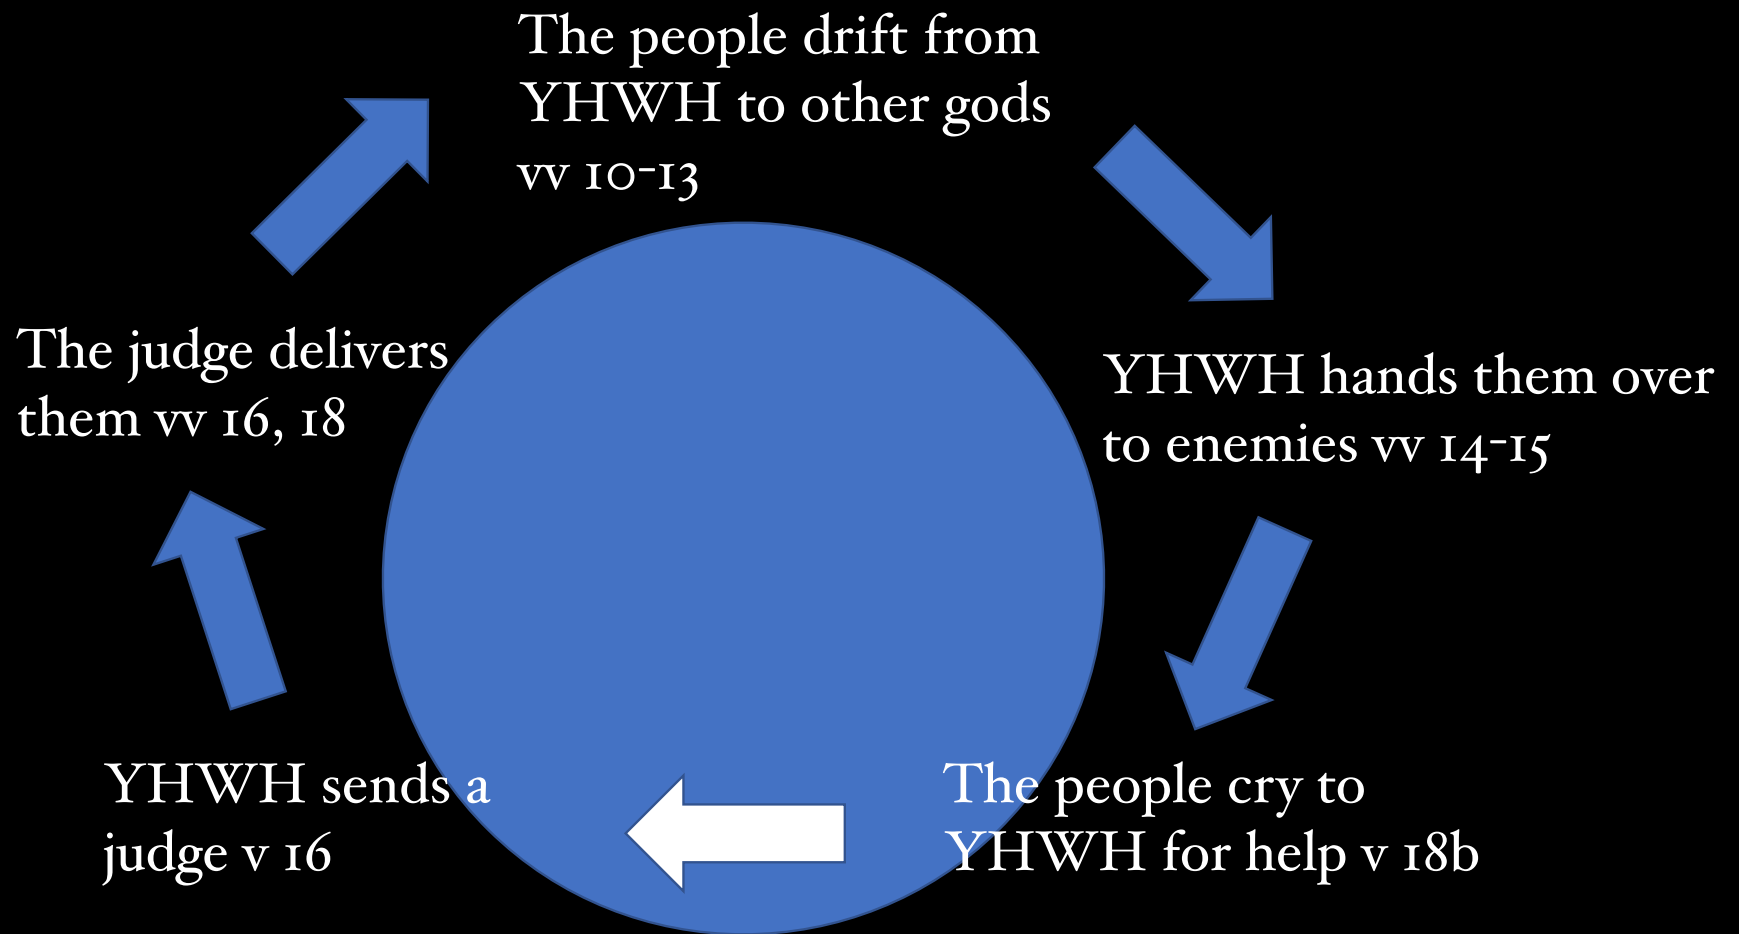 The people drift from
YHWH to other gods
vv 10-13
YHWH hands them over
to enemies vv 14-15
The people cry to
YHWH for help v 18b
YHWH sends a
judge v 16
The judge delivers
them vv 16, 18